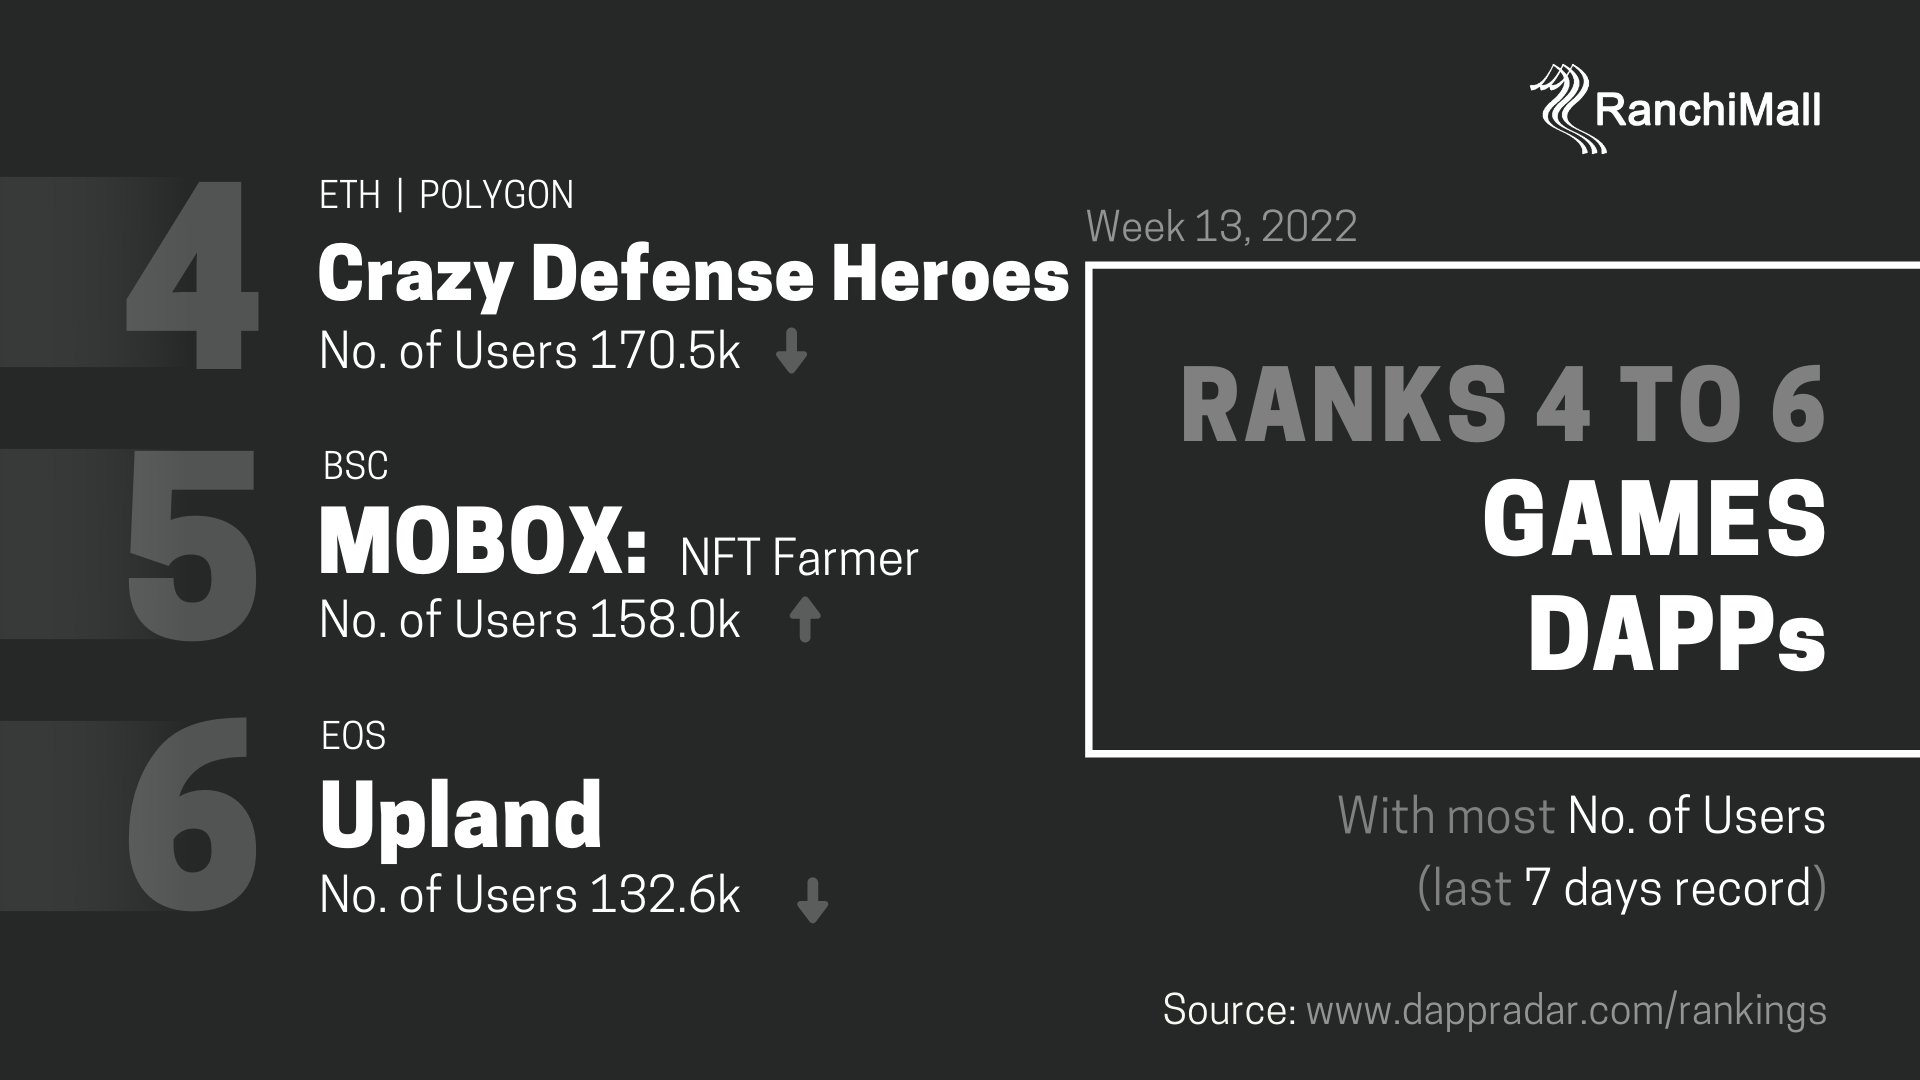 RanchiMall
4
ETH | POLYGON
Crazy Defense Heroes
No. of Users 170.5k
5
BSC
MOBOX: NFT Farmer
No. of Users 158.0k
6
EOS
Upland
No. of Users 132.6k
Week 13, 2022
RANKS 4 TO 6
GAMES
DAPPs
With most No. of Users
(last 7 days record)
Source: www.dappradar.com/rankings